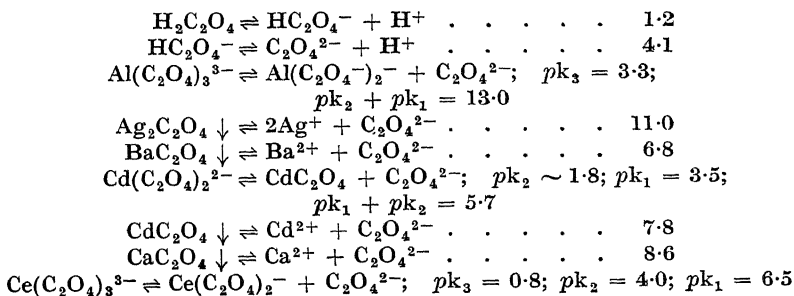 H₂C₂O₄ ⇌ HC₂O₄⁻ + H⁺ . . . . . 1·2
HC₂O₄⁻ ⇌ C₂O₄²⁻ + H⁺ . . . . . 4·1
Al(C₂O₄)₃³⁻ ⇌ Al(C₂O₄⁻)₂⁻ + C₂O₄²⁻; pk₃ = 3·3;
pk₂ + pk₁ = 13·0
Ag₂C₂O₄ ↓ ⇌ 2Ag⁺ + C₂O₄²⁻ . . . . . 11·0
BaC₂O₄ ↓ ⇌ Ba²⁺ + C₂O₄²⁻ . . . . . 6·8
Cd(C₂O₄)₂²⁻ ⇌ CdC₂O₄ + C₂O₄²⁻; pk₂ ∼ 1·8; pk₁ = 3·5;
pk₁ + pk₂ = 5·7
CdC₂O₄ ↓ ⇌ Cd²⁺ + C₂O₄²⁻ . . . . . 7·8
CaC₂O₄ ↓ ⇌ Ca²⁺ + C₂O₄²⁻ . . . . . 8·6
Ce(C₂O₄)₃³⁻ ⇌ Ce(C₂O₄)₂⁻ + C₂O₄²⁻; pk₃ = 0·8; pk₂ = 4·0; pk₁ = 6·5